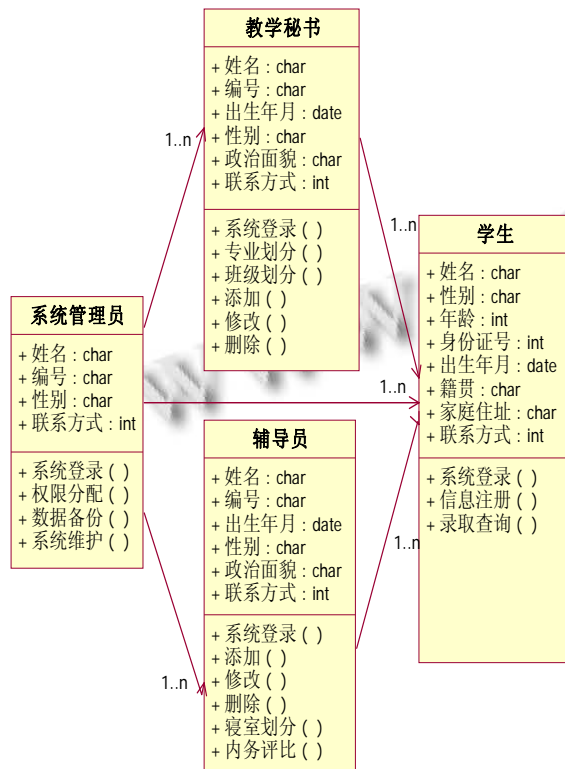 教学秘书
+ 姓名 : char
+ 编号 : char
+ 出生年月 : date
+ 性别 : char
+ 政治面貌 : char
+ 联系方式 : int
+ 系统登录 ( )
+ 专业划分 ( )
+ 班级划分 ( )
+ 添加 ( )
+ 修改 ( )
+ 删除 ( )
1..n
1..n
系统管理员
+ 姓名 : char
+ 编号 : char
+ 性别 : char
+ 联系方式 : int
+ 系统登录 ( )
+ 权限分配 ( )
+ 数据备份 ( )
+ 系统维护 ( )
1..n
1..n
辅导员
+ 姓名 : char
+ 编号 : char
+ 出生年月 : date
+ 性别 : char
+ 政治面貌 : char
+ 联系方式 : int
+ 系统登录 ( )
+ 添加 ( )
+ 修改 ( )
+ 删除 ( )
+ 寝室划分 ( )
+ 内务评比 ( )
1..n
学生
+ 姓名 : char
+ 性别 : char
+ 年龄 : int
+ 身份证号 : int
+ 出生年月 : date
+ 籍贯 : char
+ 家庭住址 : char
+ 联系方式 : int
+ 系统登录 ( )
+ 信息注册 ( )
+ 录取查询 ( )